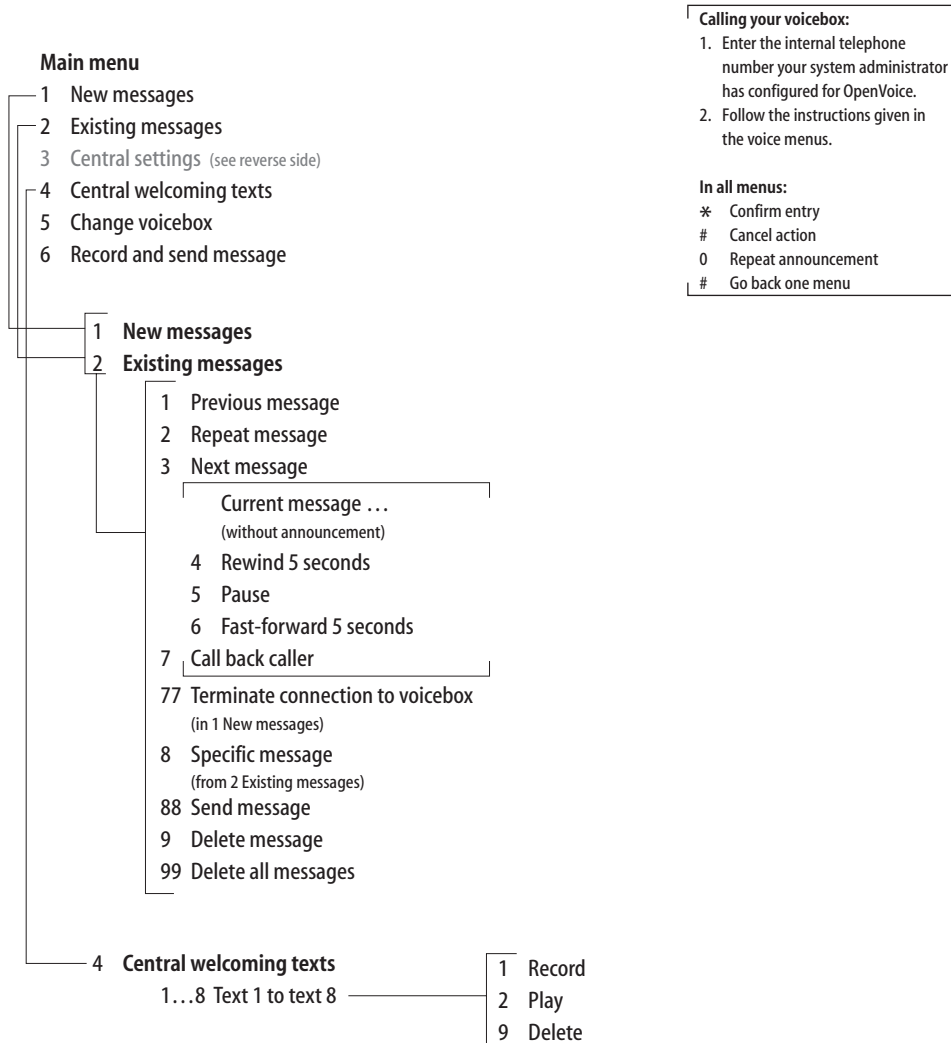 Main menu
1 New messages
2 Existing messages
3 Central settings (see reverse side)
4 Central welcoming texts
5 Change voicebox
6 Record and send message
Calling your voicebox:
1. Enter the internal telephone
number your system administrator
has configured for OpenVoice.
2. Follow the instructions given in
the voice menus.
In all menus:
* Confirm entry
# Cancel action
0 Repeat announcement
# Go back one menu
1 New messages
2 Existing messages
1 Previous message
2 Repeat message
3 Next message
Current message …
(without announcement)
4 Rewind 5 seconds
5 Pause
6 Fast-forward 5 seconds
7 Call back caller
77 Terminate connection to voicebox
(in 1 New messages)
8 Specific message
(from 2 Existing messages)
88 Send message
9 Delete message
99 Delete all messages
4 Central welcoming texts
1…8 Text 1 to text 8
1 Record
2 Play
9 Delete